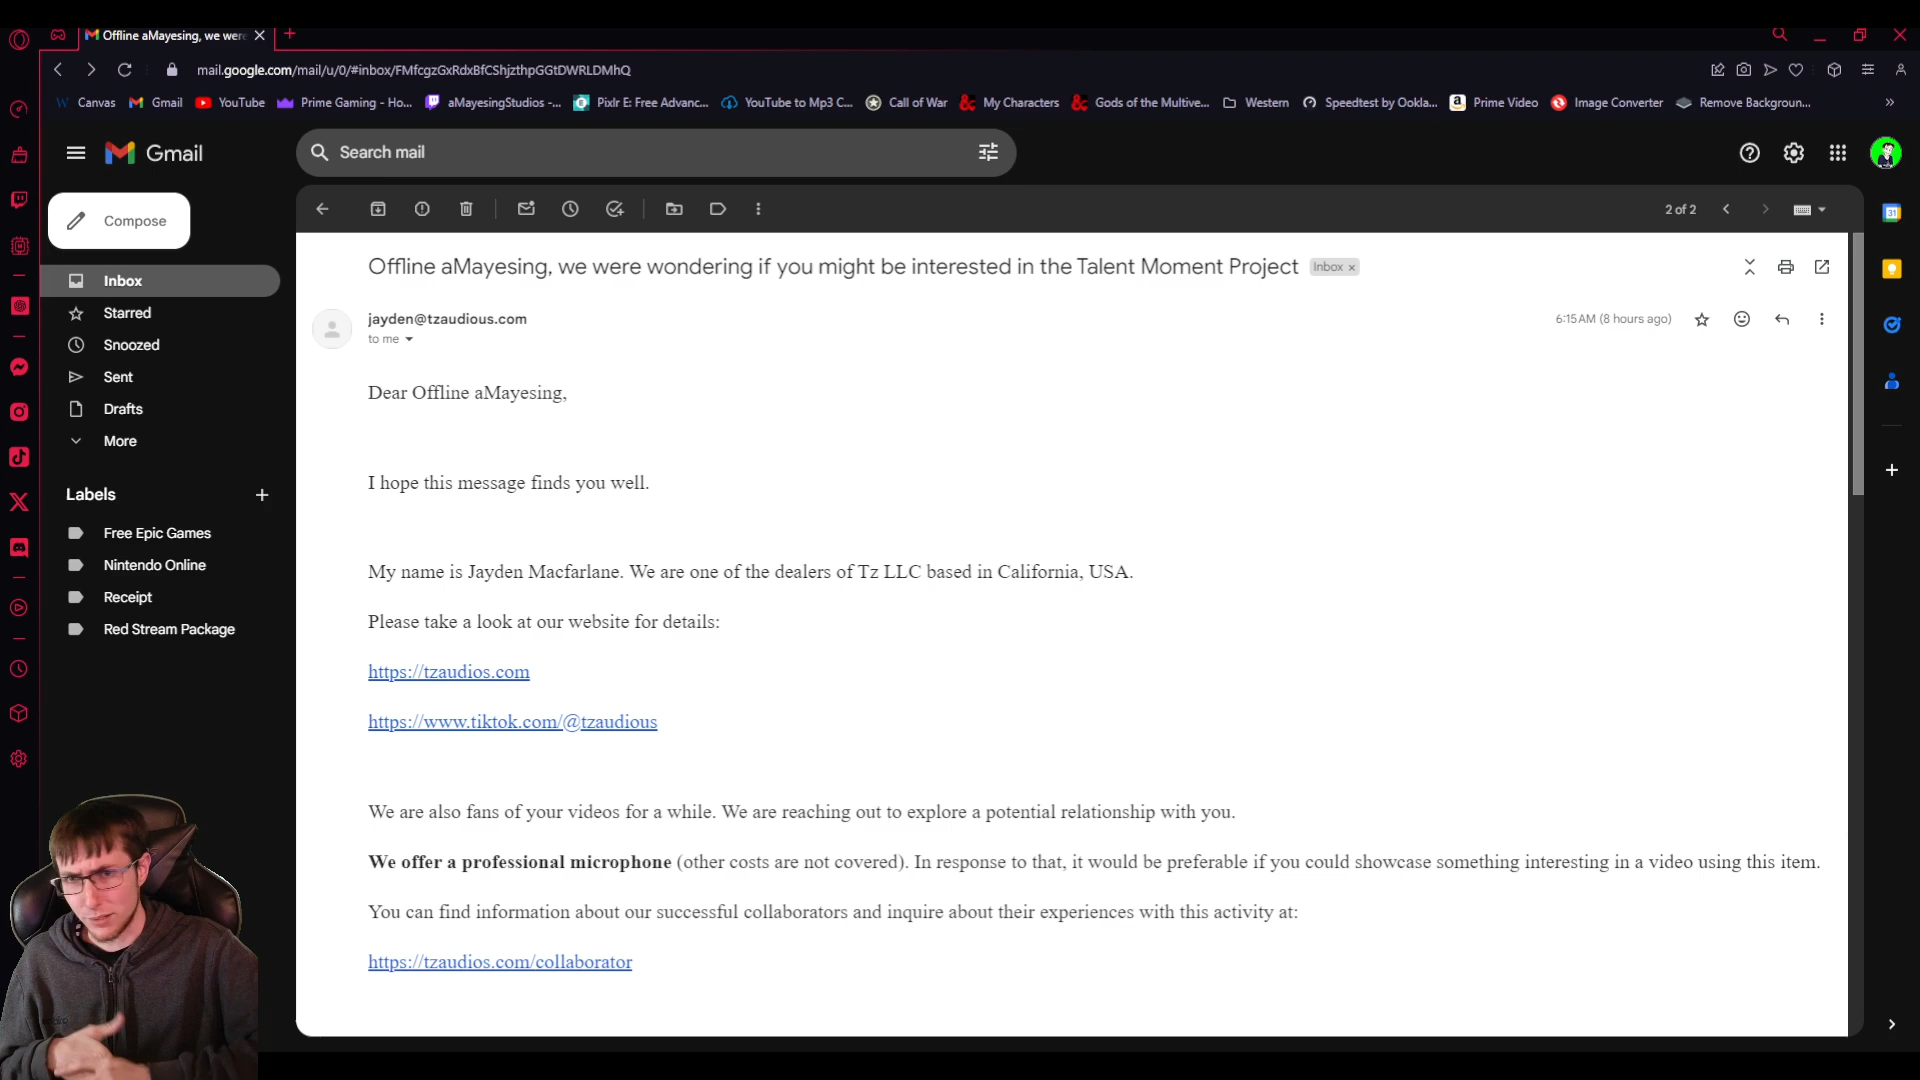 Offline aMayesing, we were
mail.google.com/mail/u/0/#inbox/FMfcgzGxRdxBfCShjzthpGGtDWRLDMhQ
Canvas Gmail YouTube Prime Gaming - Ho... aMayesingStudios -... Pixlr E: Free Advanc... YouTube to Mp3 C... Call of War My Characters Gods of the Multive... Western Speedtest by Ookla... Prime Video Image Converter Remove Backgroun...
Gmail
Search mail
Compose
2 of 2
Inbox
Starred
Snoozed
Sent
Drafts
More
Labels
Free Epic Games
Nintendo Online
Receipt
Red Stream Package
Offline aMayesing, we were wondering if you might be interested in the Talent Moment Project Inbox x
jayden@tzaudious.com
6:15 AM (8 hours ago)
to me
Dear Offline aMayesing,
I hope this message finds you well.
My name is Jayden Macfarlane. We are one of the dealers of Tz LLC based in California, USA.
Please take a look at our website for details:
https://tzaudios.com
https://www.tiktok.com/@tzaudious
We are also fans of your videos for a while. We are reaching out to explore a potential relationship with you.
We offer a professional microphone (other costs are not covered). In response to that, it would be preferable if you could showcase something interesting in a video using this item.
You can find information about our successful collaborators and inquire about their experiences with this activity at:
https://tzaudios.com/collaborator